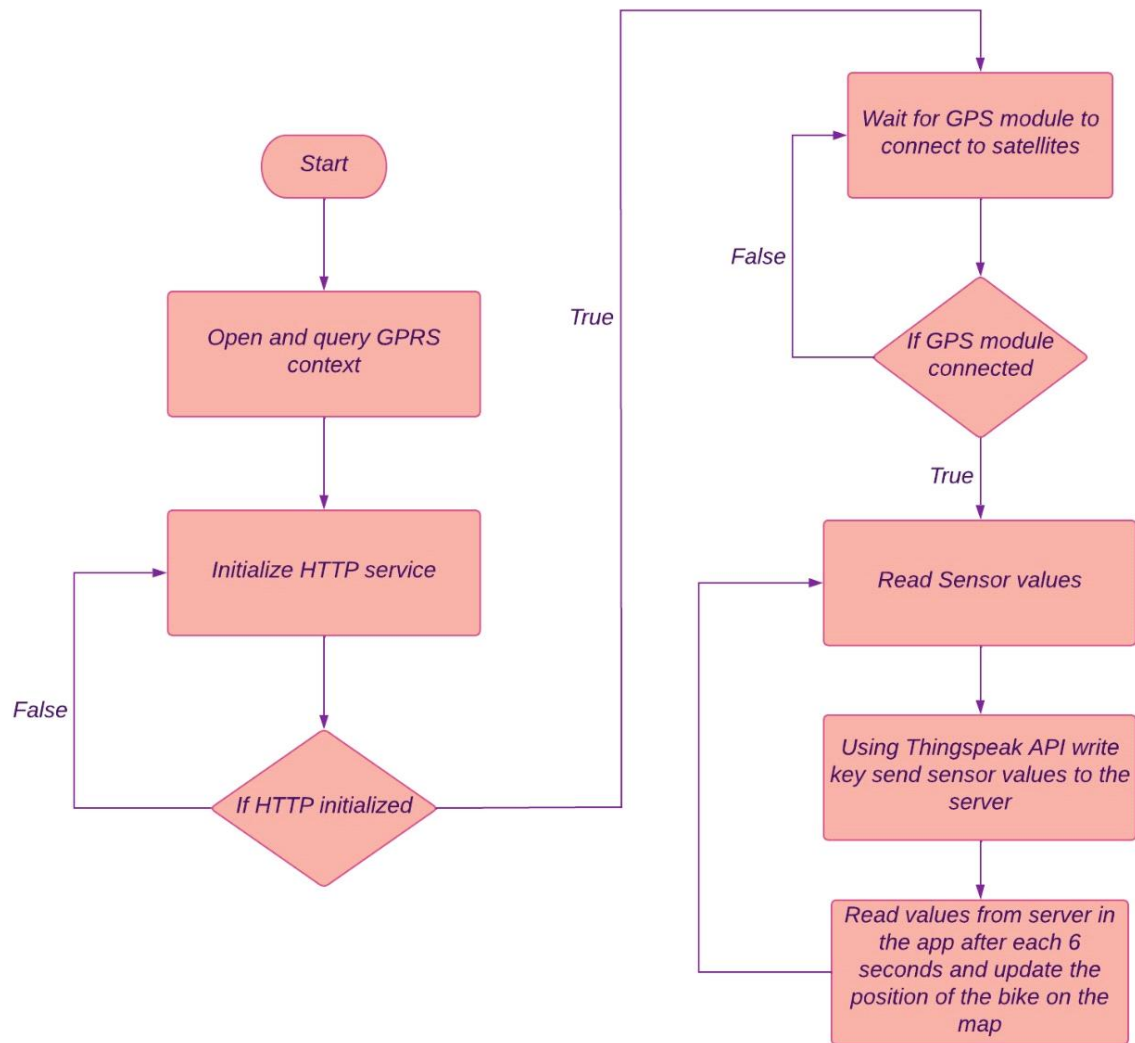 Start
Open and query GPRS
context
Initialize HTTP service
False
If HTTP initialized
True
Wait for GPS module to
connect to satellites
False
If GPS module
connected
True
Read Sensor values
Using Thingspeak API write
key send sensor values to the
server
Read values from server in
the app after each 6
seconds and update the
position of the bike on the
map